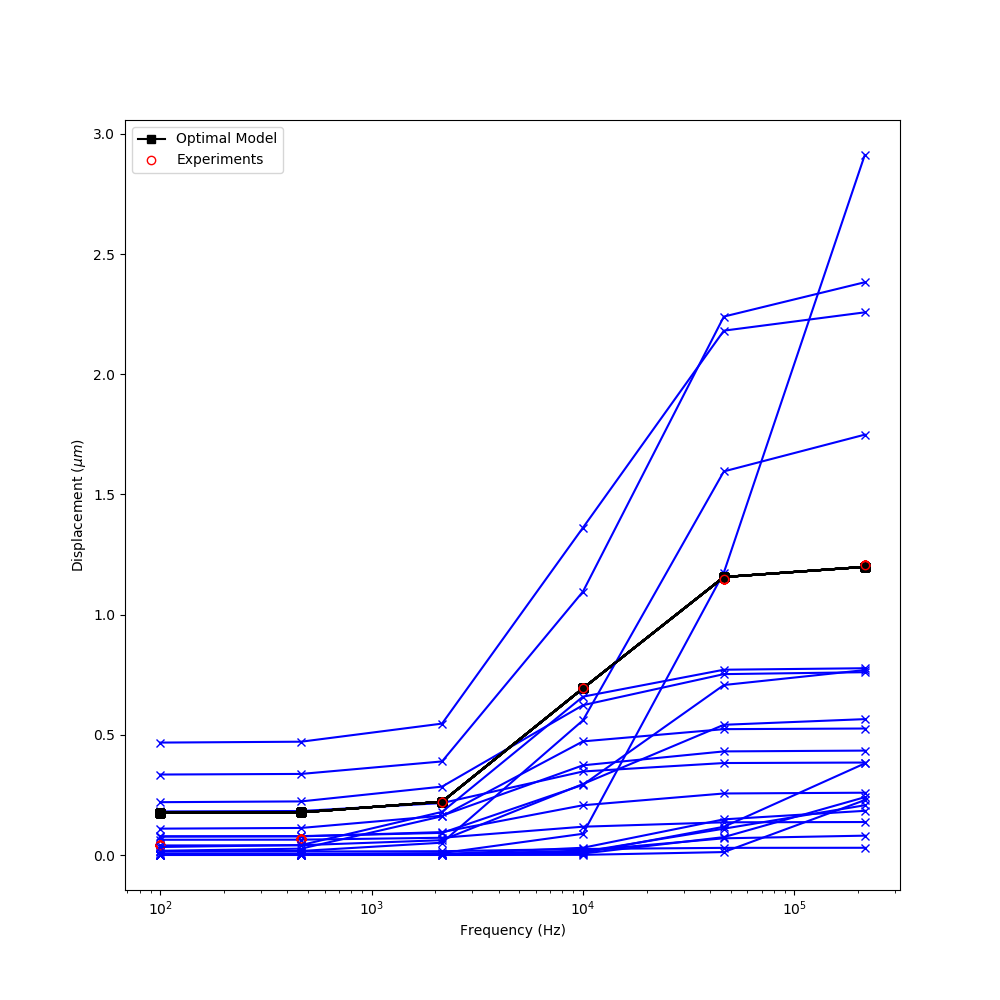 Optimal Model
Experiments
3.0
2.5
2.0
1.5
1.0
0.5
0.0
Displacement (μm)
10²
10³
10⁴
10⁵
Frequency (Hz)